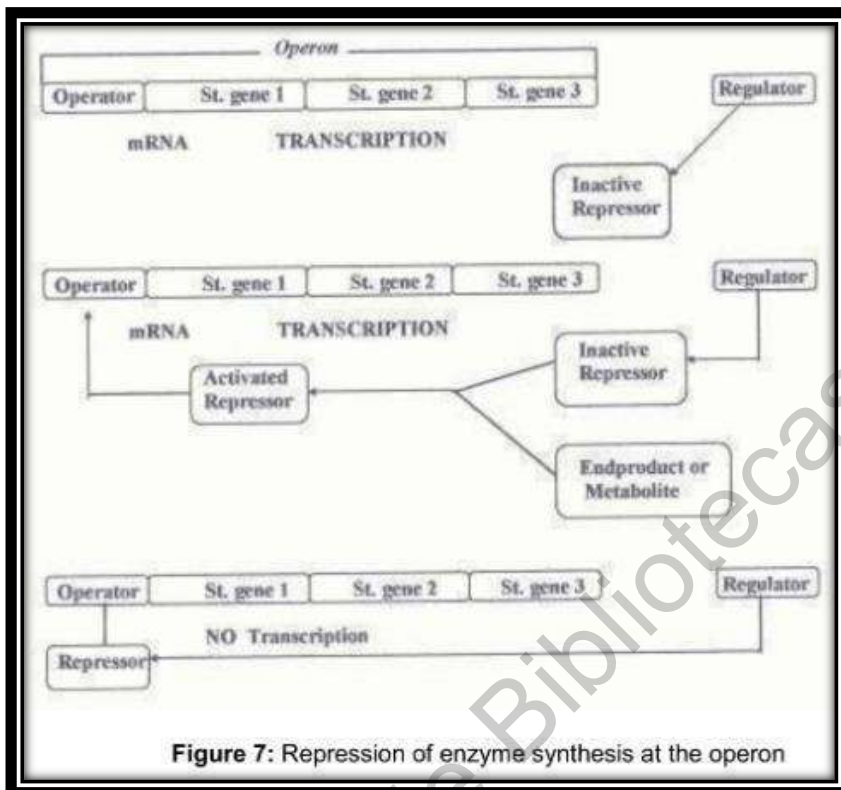 Operon
Operator St. gene 1 St. gene 2 St. gene 3 Regulator
mRNA TRANSCRIPTION
Inactive
Repressor
Operator St. gene 1 St. gene 2 St. gene 3 Regulator
mRNA TRANSCRIPTION
Inactive
Repressor
Activated
Repressor
Endproduct or
Metabolite
Operator St. gene 1 St. gene 2 St. gene 3 Regulator
NO Transcription
Repressor
Figure 7: Repression of enzyme synthesis at the operon
Bibliotecas